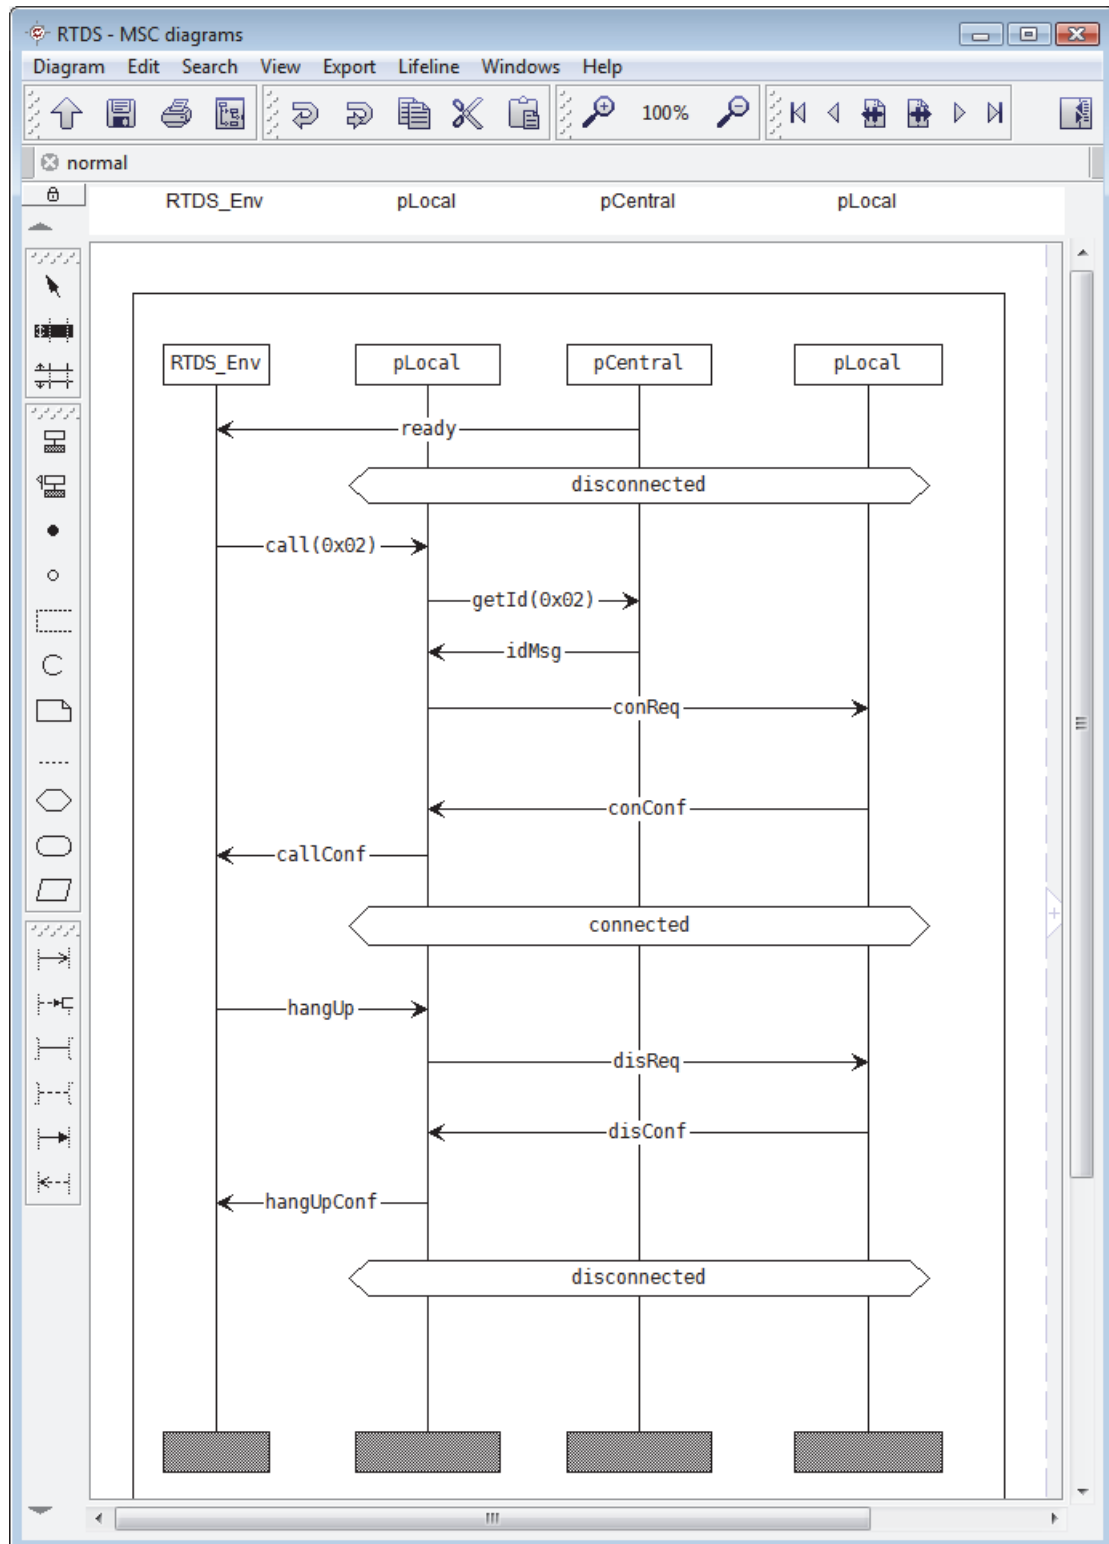 RTDS - MSC diagrams
Diagram Edit Search View Export Lifeline Windows Help
100%
normal
RTDS_Env pLocal pCentral pLocal
RTDS_Env pLocal pCentral pLocal
ready
disconnected
call(0x02)
getId(0x02)
idMsg
conReq
conConf
callConf
connected
hangUp
disReq
disConf
hangUpConf
disconnected